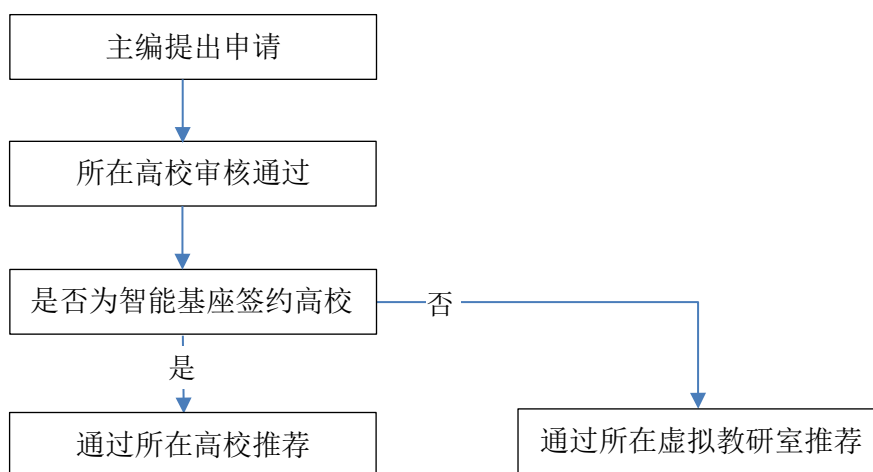 主编提出申请
所在高校审核通过
是否为智能基座签约高校
否
是
通过所在高校推荐
通过所在虚拟教研室推荐